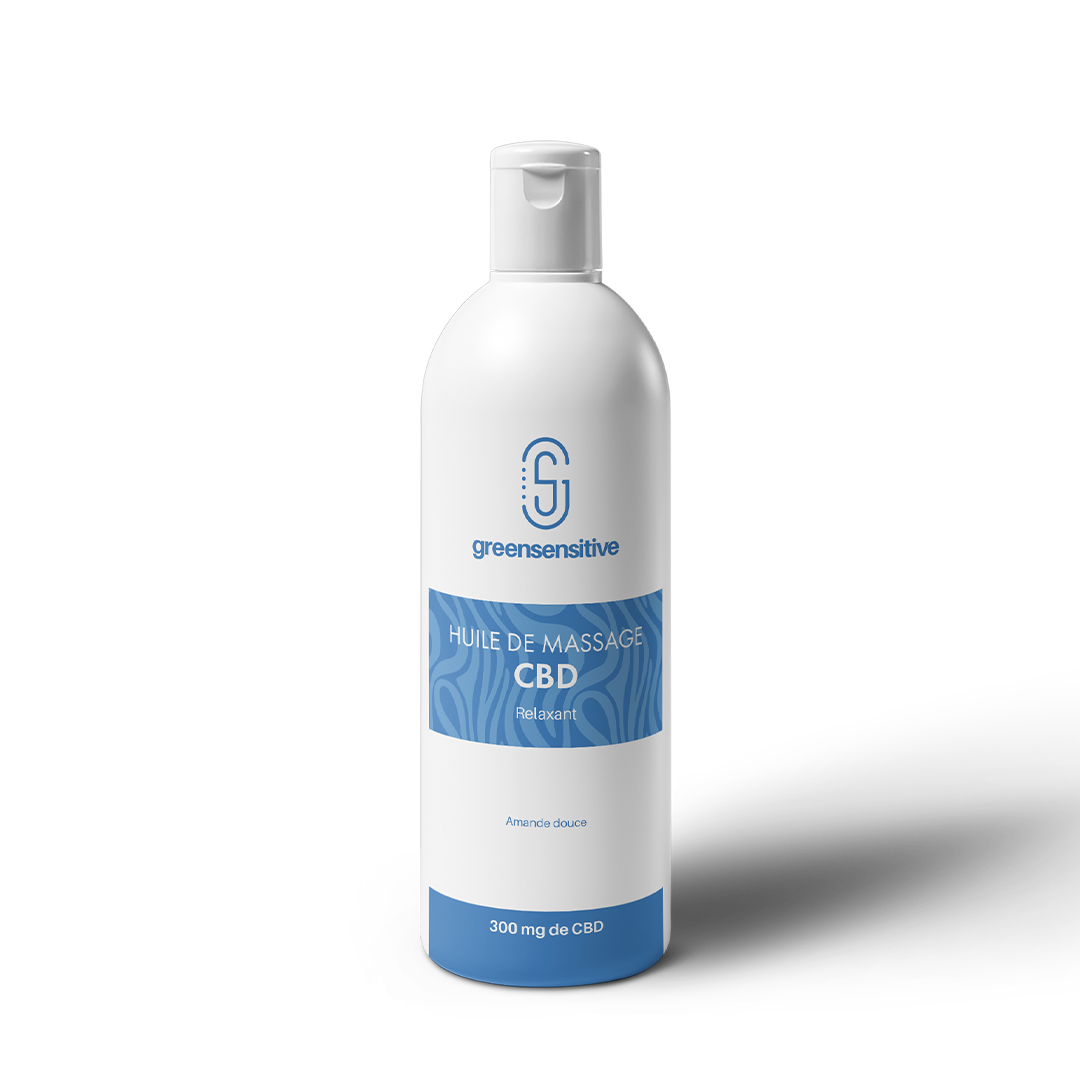 greensensitive
HUILE DE MASSAGE
CBD
Relaxant
Amande douce
300 mg de CBD